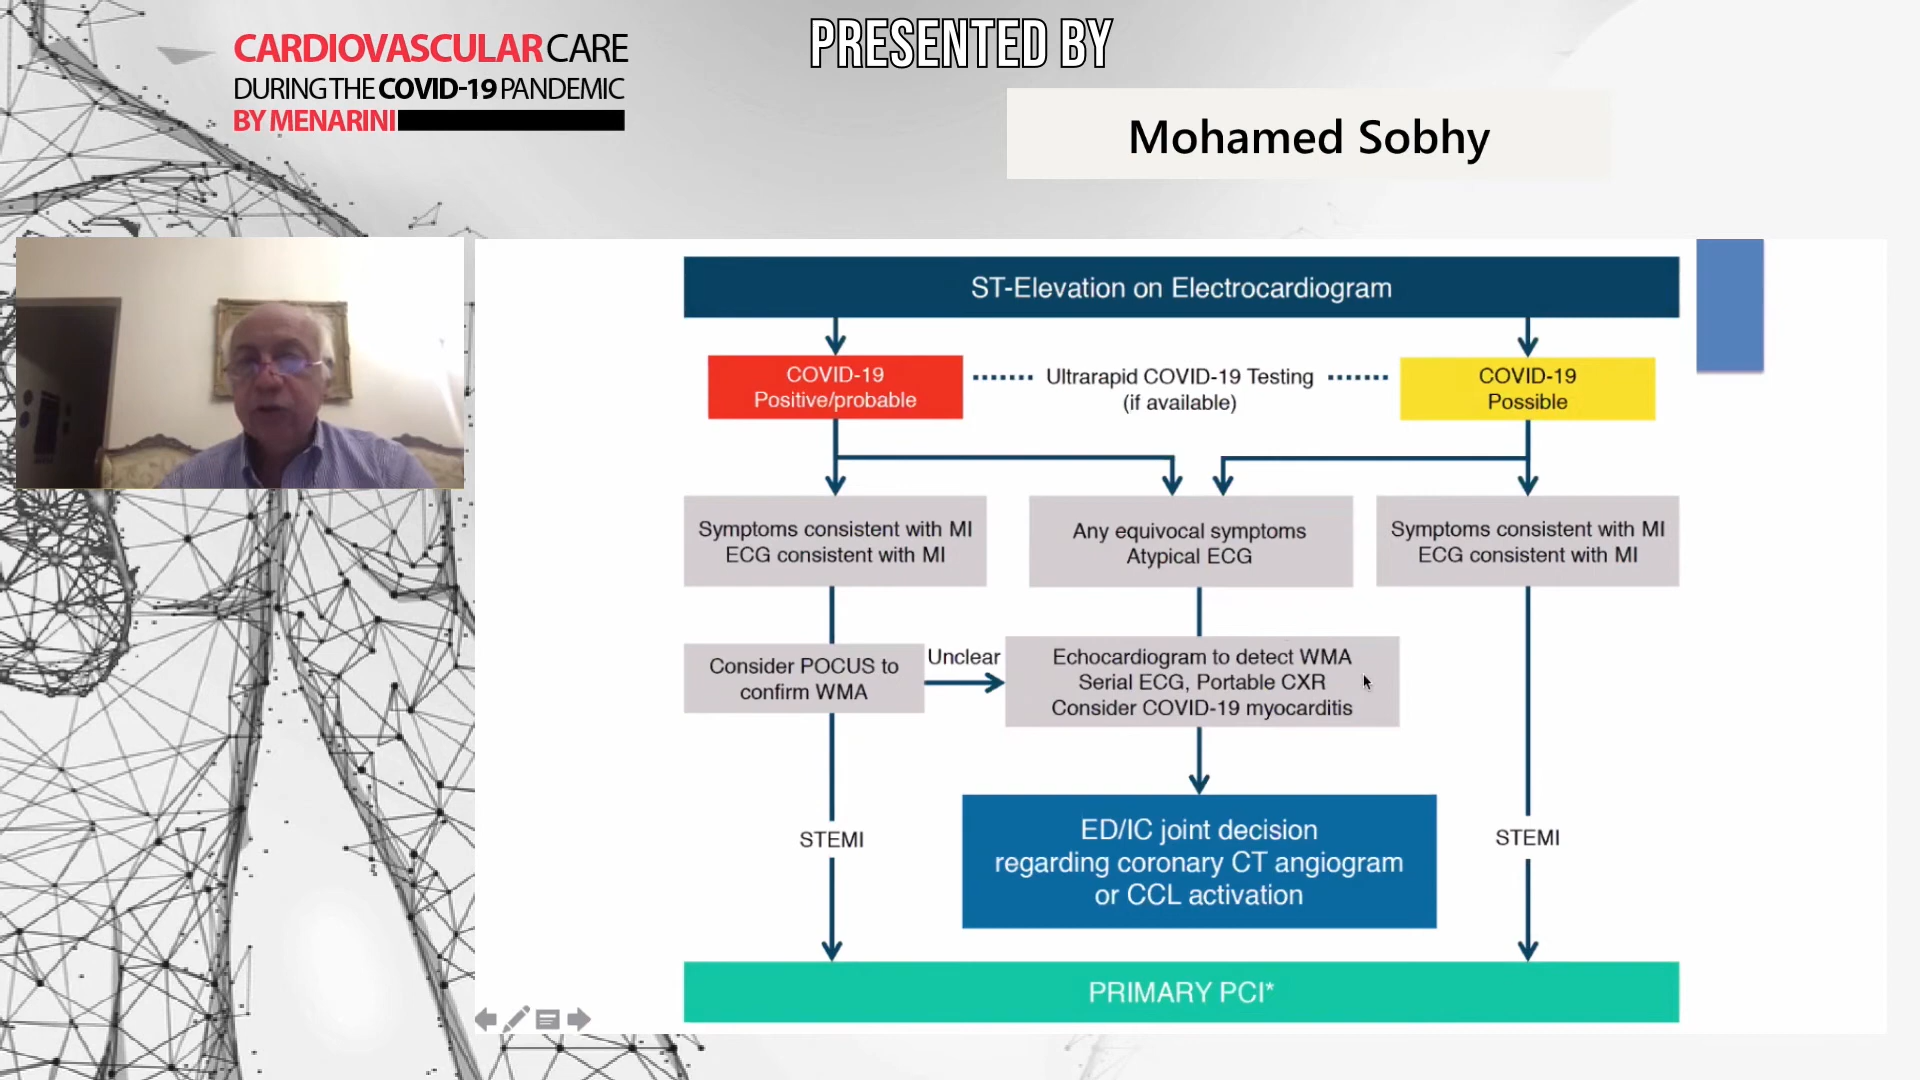 CARDIOVASCULAR CARE
DURING THE COVID-19 PANDEMIC
BY MENARINI
PRESENTED BY
Mohamed Sobhy
ST-Elevation on Electrocardiogram
COVID-19
Positive/probable
Ultrarapid COVID-19 Testing
(if available)
COVID-19
Possible
Symptoms consistent with MI
ECG consistent with MI
Any equivocal symptoms
Atypical ECG
Symptoms consistent with MI
ECG consistent with MI
Consider POCUS to
confirm WMA
Unclear
Echocardiogram to detect WMA
Serial ECG, Portable CXR
Consider COVID-19 myocarditis
STEMI
ED/IC joint decision
regarding coronary CT angiogram
or CCL activation
STEMI
PRIMARY PCI*